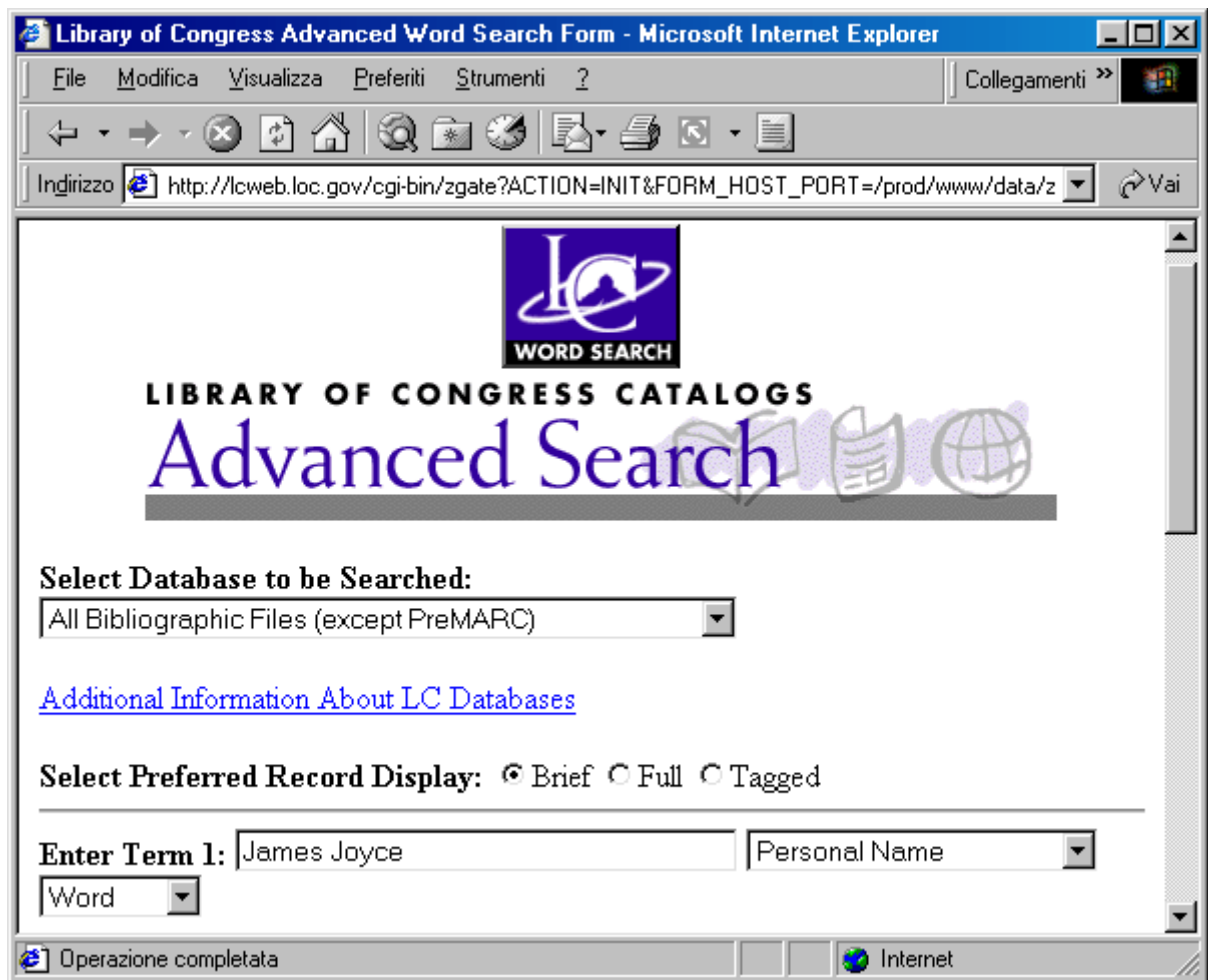 Library of Congress Advanced Word Search Form - Microsoft Internet Explorer
File Modifica Visualizza Preferiti Strumenti ? Collegamenti »
Indirizzo http://lcweb.loc.gov/cgi-bin/zgate?ACTION=INIT&FORM_HOST_PORT=/prod/www/data/z Vai
LC
WORD SEARCH
LIBRARY OF CONGRESS CATALOGS
Advanced Search
Select Database to be Searched:
All Bibliographic Files (except PreMARC)
Additional Information About LC Databases
Select Preferred Record Display: Brief Full Tagged
Enter Term 1: James Joyce Personal Name
Word
Operazione completata Internet